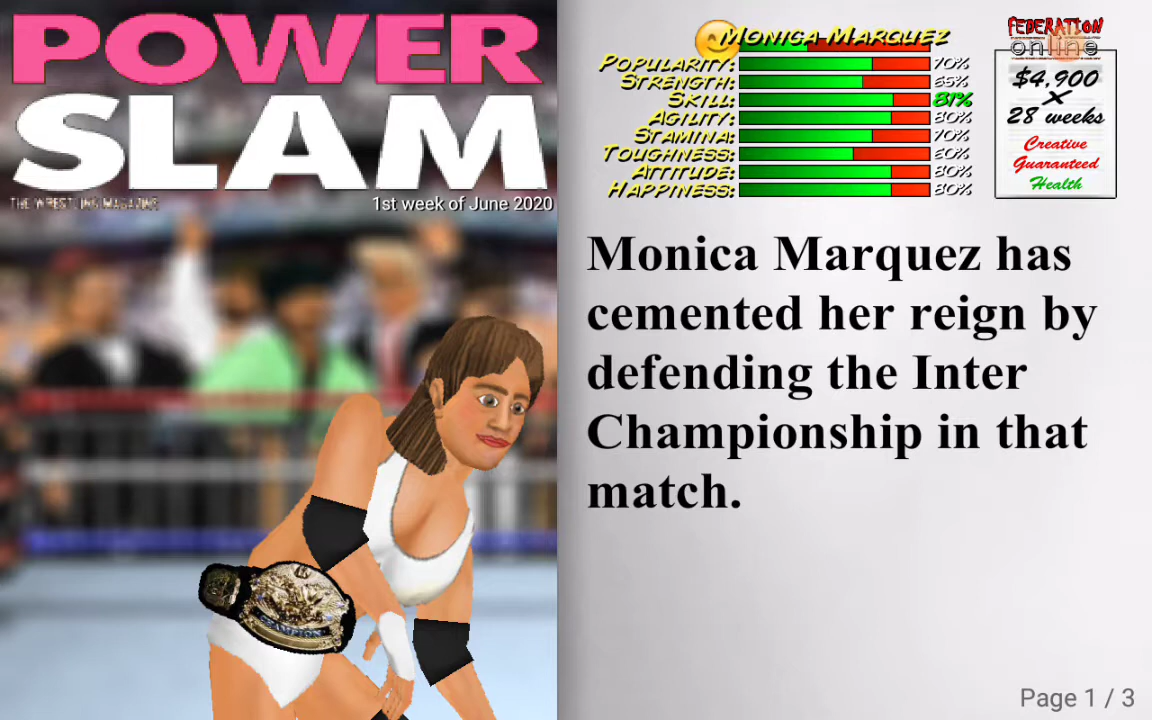 POWER
SLAM
THE WRESTLING MAGAZINE
1st week of June 2020
MONICA MARQUEZ
POPULARITY: 70%
STRENGTH: 65%
SKILL: 81%
AGILITY: 80%
STAMINA: 70%
TOUGHNESS: 60%
ATTITUDE: 80%
HAPPINESS: 80%
FEDERATION
online
$4,900
X
28 weeks
Creative
Guaranteed
Health
Monica Marquez has
cemented her reign by
defending the Inter
Championship in that
match.
CHAMPION
Page 1 / 3